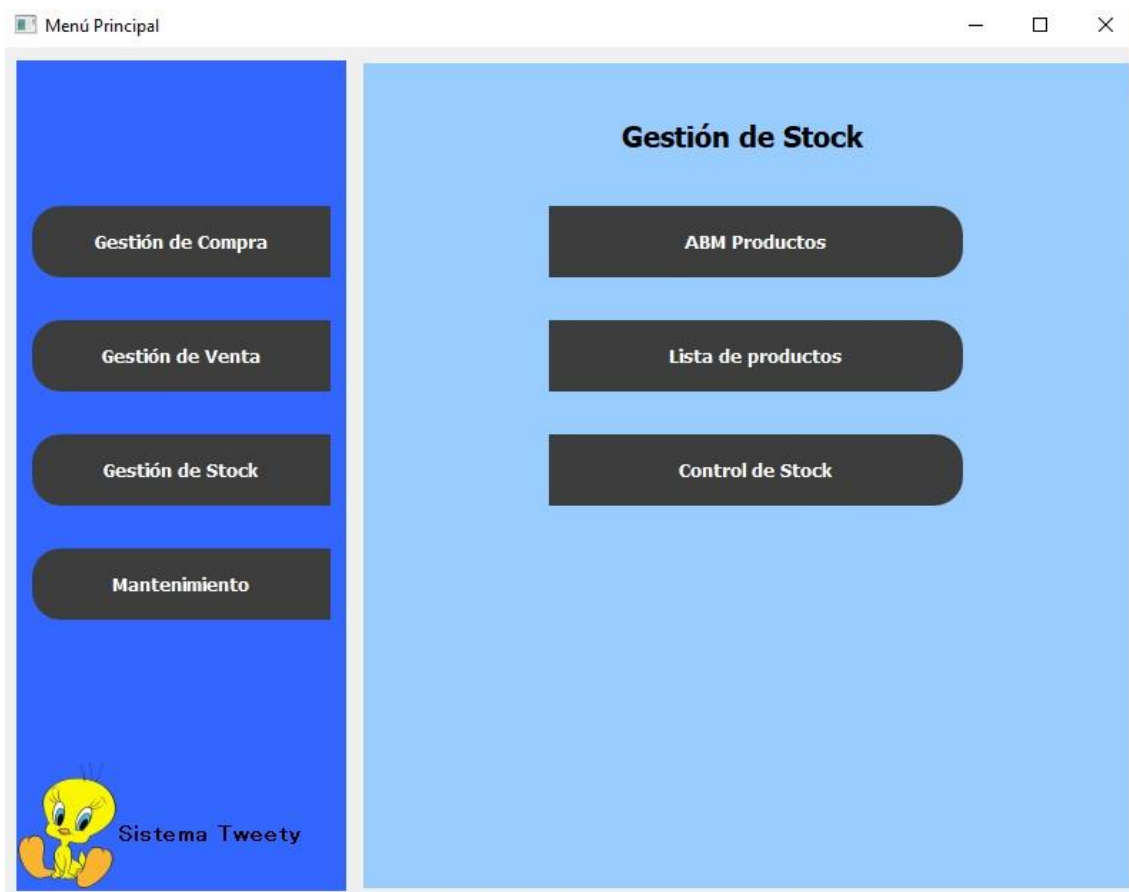 Menú Principal
Gestión de Compra
Gestión de Venta
Gestión de Stock
Mantenimiento
Sistema Tweety
Gestión de Stock
ABM Productos
Lista de productos
Control de Stock